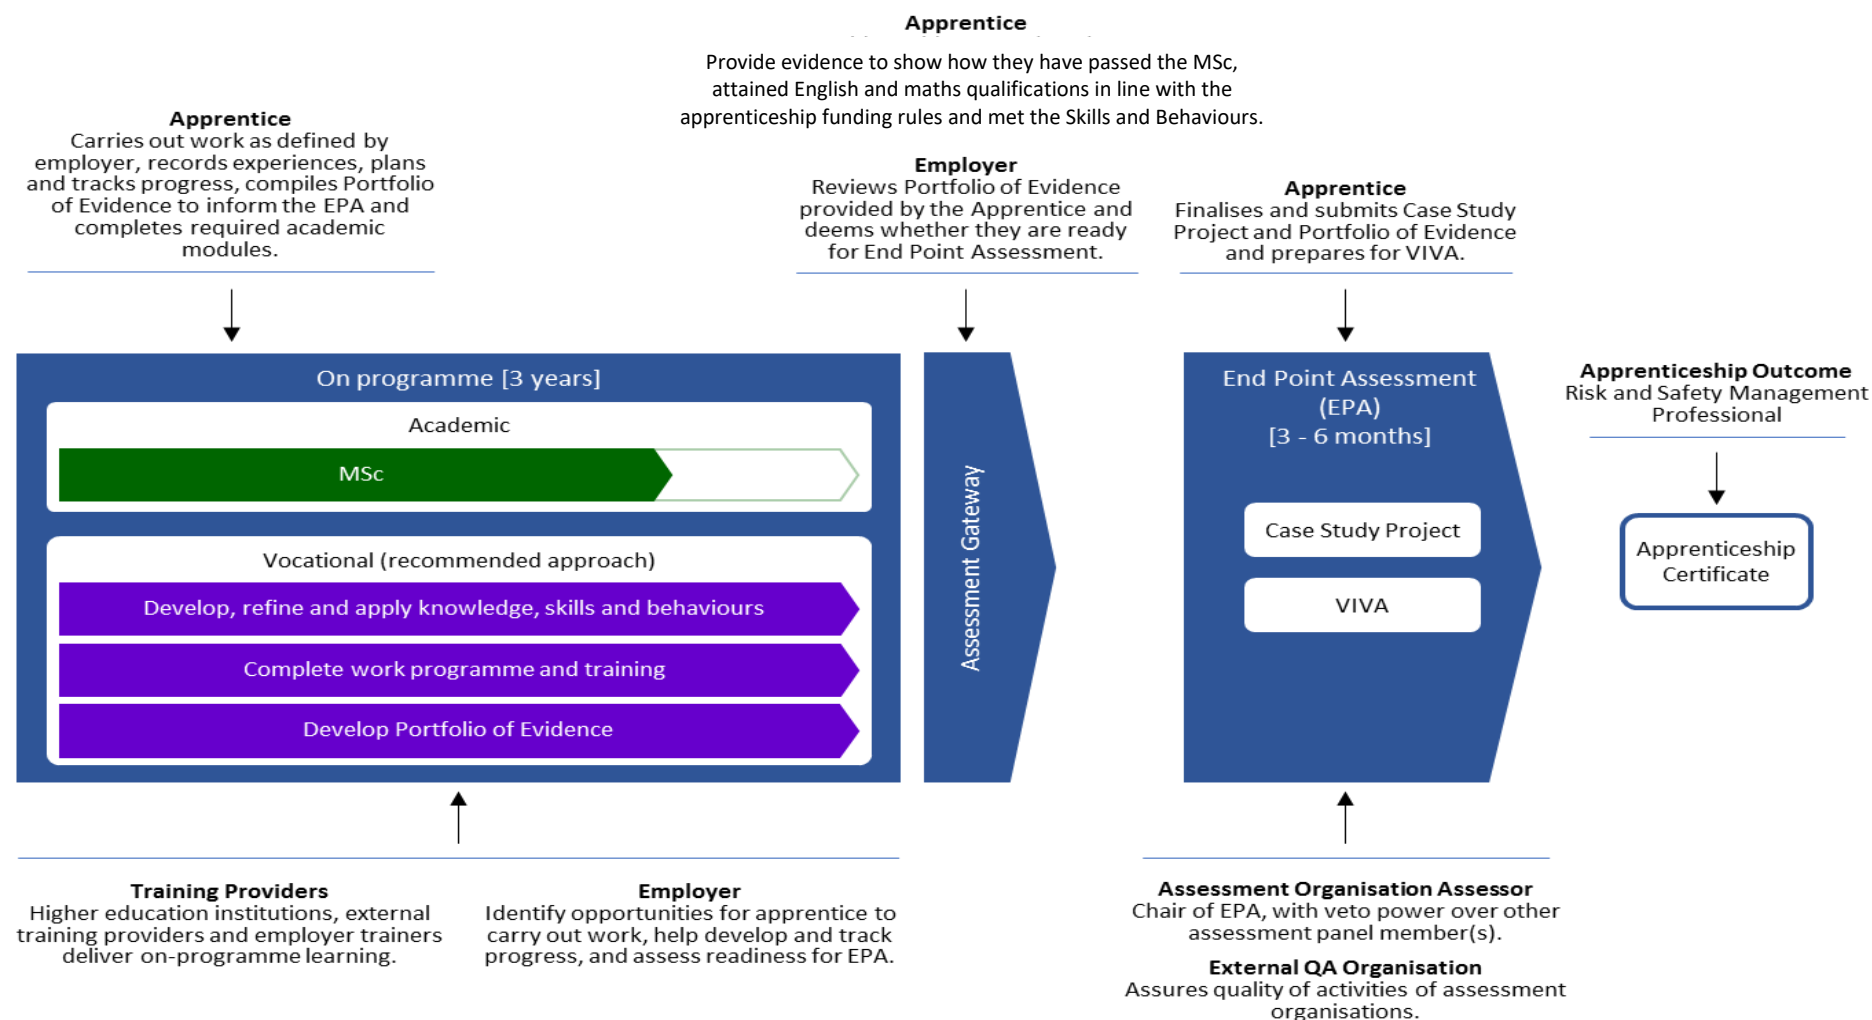 Apprentice
Provide evidence to show how they have passed the MSc,
attained English and maths qualifications in line with the
apprenticeship funding rules and met the Skills and Behaviours.
Apprentice
Carries out work as defined by
employer, records experiences, plans
and tracks progress, compiles Portfolio
of Evidence to inform the EPA and
completes required academic
modules.
Employer
Reviews Portfolio of Evidence
provided by the Apprentice and
deems whether they are ready
for End Point Assessment.
Apprentice
Finalises and submits Case Study
Project and Portfolio of Evidence
and prepares for VIVA.
On programme [3 years]
Academic
MSc
Vocational (recommended approach)
Develop, refine and apply knowledge, skills and behaviours
Complete work programme and training
Develop Portfolio of Evidence
Assessment Gateway
End Point Assessment
(EPA)
[3 - 6 months]
Case Study Project
VIVA
Apprenticeship Outcome
Risk and Safety Management
Professional
Apprenticeship
Certificate
Training Providers
Higher education institutions, external
training providers and employer trainers
deliver on-programme learning.
Employer
Identify opportunities for apprentice to
carry out work, help develop and track
progress, and assess readiness for EPA.
Assessment Organisation Assessor
Chair of EPA, with veto power over other
assessment panel member(s).
External QA Organisation
Assures quality of activities of assessment
organisations.